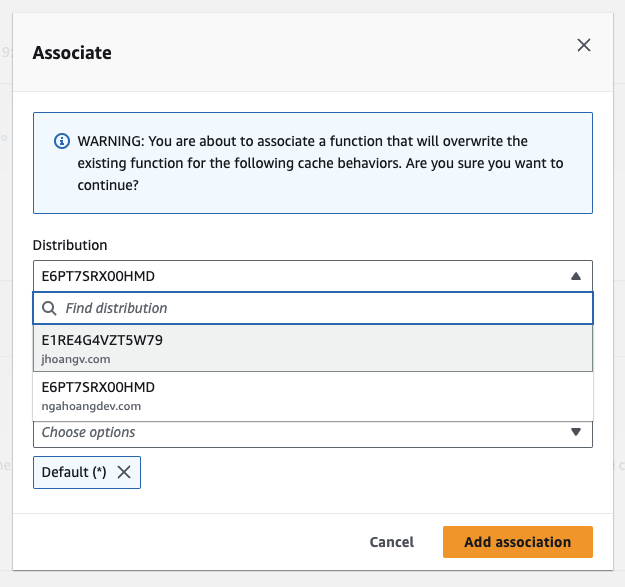 Associate
WARNING: You are about to associate a function that will overwrite the
existing function for the following cache behaviors. Are you sure you want to
continue?
Distribution
E6PT7SRX00HMD
Find distribution
E1RE4G4VZT5W79
jhoangv.com
E6PT7SRX00HMD
ngahoangdev.com
Choose options
Default (*)
Cancel
Add association